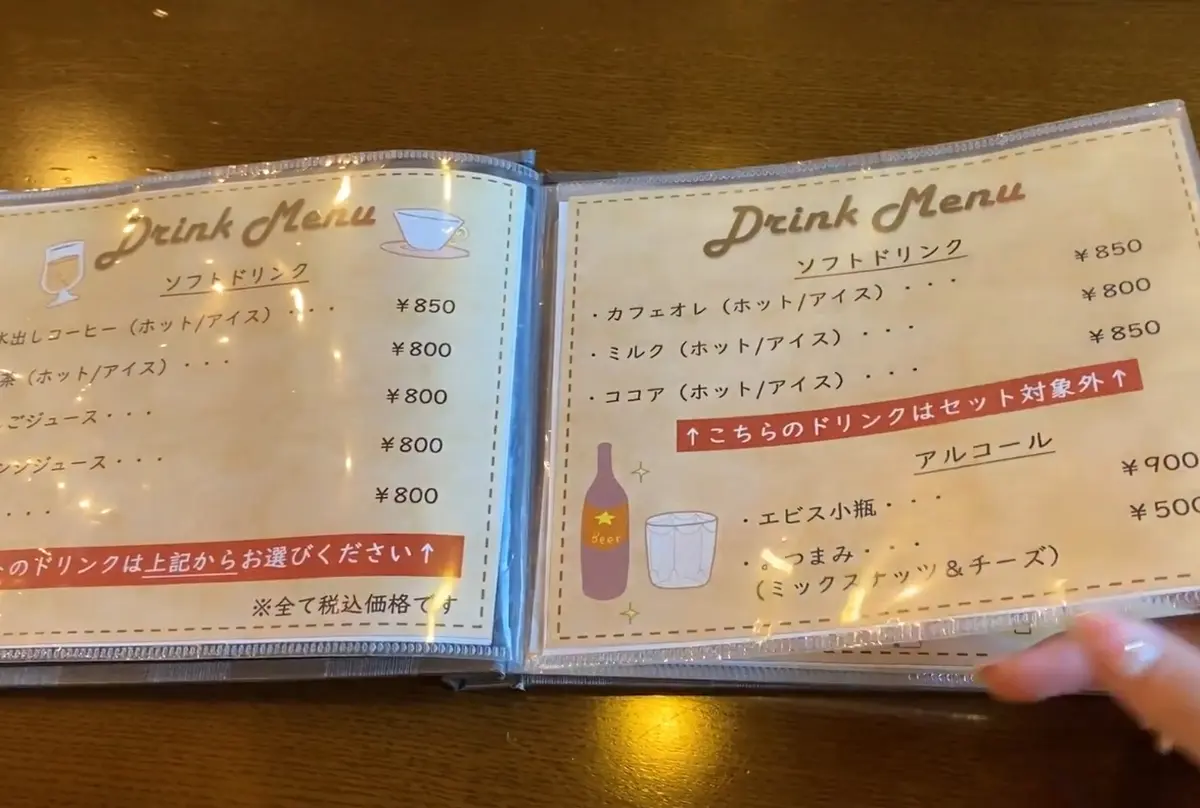 Drink Menu
ソフトドリンク
水出しコーヒー（ホット/アイス）・・・ ￥850
茶（ホット/アイス）・・・ ￥800
ごジュース・・・ ￥800
ンジュース・・・ ￥800
・・・・ ￥800
のドリンクは上記からお選びください↑
※全て税込価格です
Drink Menu
ソフトドリンク
・カフェオレ（ホット/アイス）・・・ ￥850
・ミルク（ホット/アイス）・・・ ￥800
・ココア（ホット/アイス）・・・ ￥850
↑こちらのドリンクはセット対象外↑
アルコール
・エビス小瓶・・・ ￥900
・おつまみ・・・ ￥500
（ミックスナッツ＆チーズ）
Beer